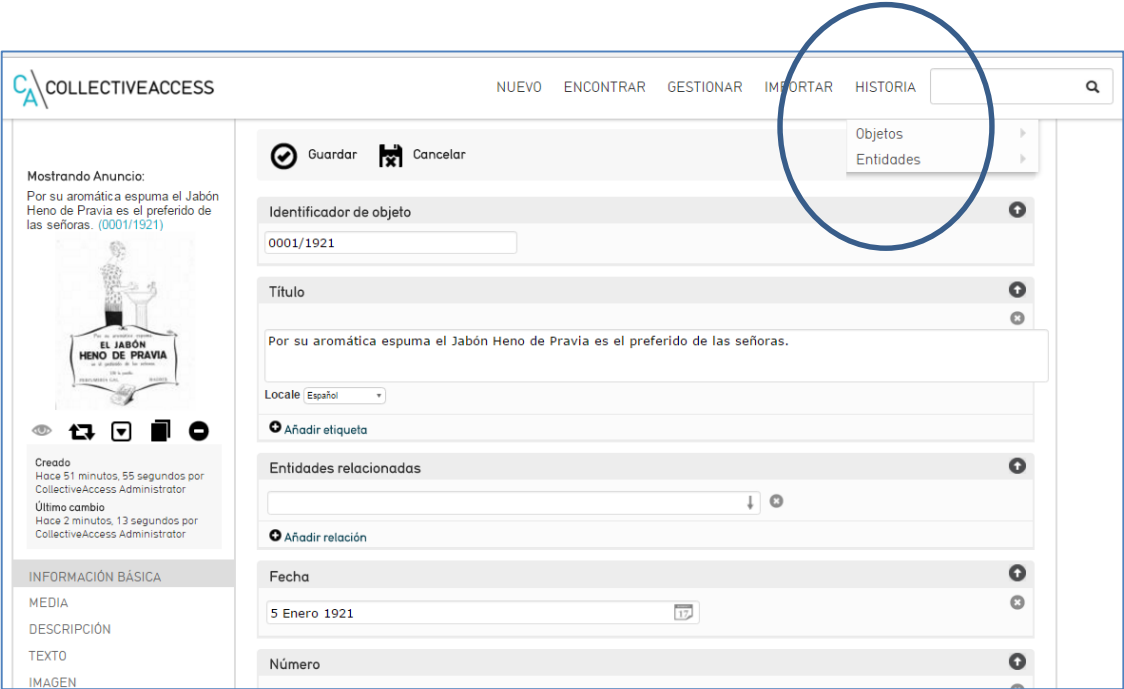 COLLECTIVEACCESS
NUEVO ENCONTRAR GESTIONAR IMPORTAR HISTORIA
Objetos
Entidades
Guardar Cancelar
Mostrando Anuncio:
Por su aromática espuma el Jabón
Heno de Pravia es el preferido de
las señoras. (0001/1921)
EL JABÓN
HENO DE PRAVIA
Creado
Hace 51 minutos, 55 segundos por
CollectiveAccess Administrator
Último cambio
Hace 2 minutos, 13 segundos por
CollectiveAccess Administrator
INFORMACIÓN BÁSICA
MEDIA
DESCRIPCIÓN
TEXTO
IMAGEN
Identificador de objeto
0001/1921
Título
Por su aromática espuma el Jabón Heno de Pravia es el preferido de las señoras.
Locale Español
Añadir etiqueta
Entidades relacionadas
Añadir relación
Fecha
5 Enero 1921
17
Número